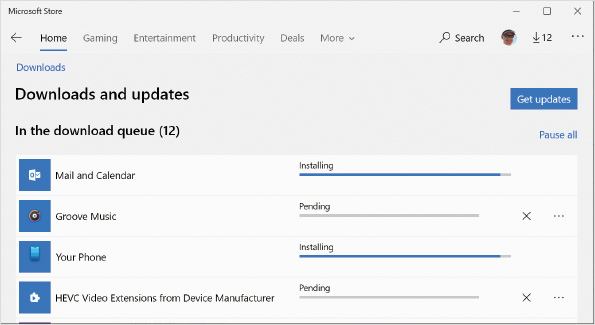 Microsoft Store
Home Gaming Entertainment Productivity Deals More Search 12
Downloads
Downloads and updates
Get updates
In the download queue (12)
Pause all
Mail and Calendar Installing
Groove Music Pending
Your Phone Installing
HEVC Video Extensions from Device Manufacturer Pending